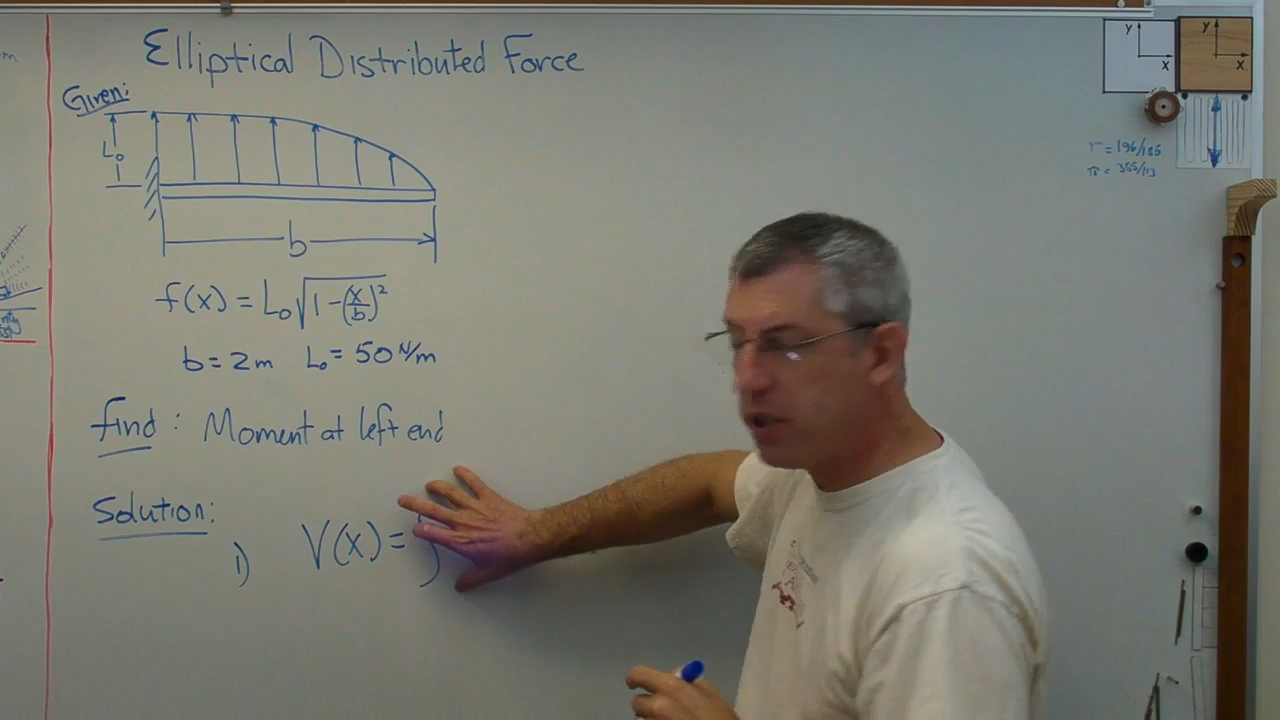 Elliptical Distributed Force
Given:
L₀
b
f(x) = L₀√(1-(x/b)²)
b = 2m L₀ = 50 N/m
find : Moment at left end
Solution:
1) V(x) = ∫
y
x
y
x
r = 196/185
π = 355/113